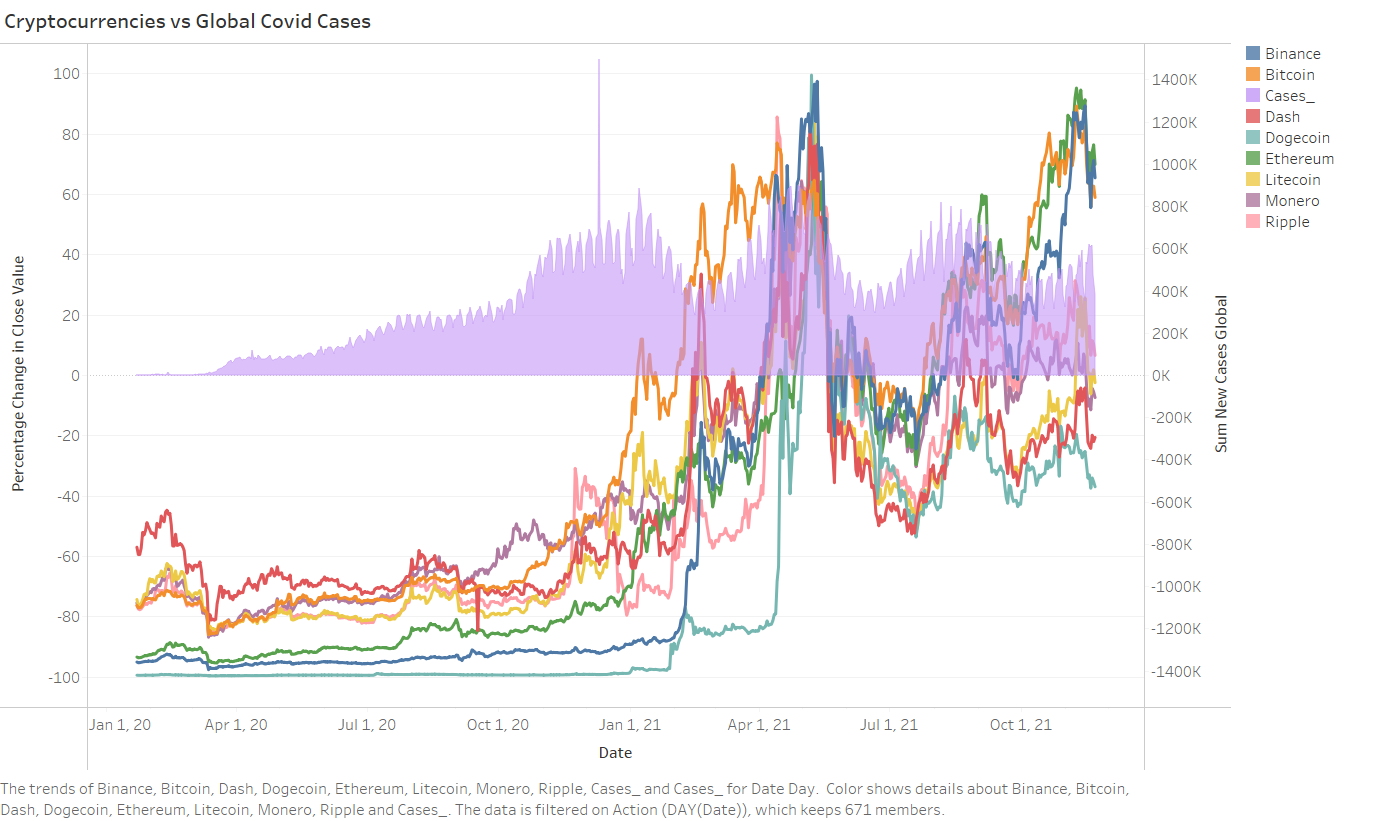 Cryptocurrencies vs Global Covid Cases
100
80
60
40
20
0
-20
-40
-60
-80
-100
Percentage Change in Close Value
1400K
1200K
1000K
800K
600K
400K
200K
0K
-200K
-400K
-600K
-800K
-1000K
-1200K
-1400K
Sum New Cases Global
Binance
Bitcoin
Cases_
Dash
Dogecoin
Ethereum
Litecoin
Monero
Ripple
Jan 1, 20
Apr 1, 20
Jul 1, 20
Oct 1, 20
Jan 1, 21
Apr 1, 21
Jul 1, 21
Oct 1, 21
Date
The trends of Binance, Bitcoin, Dash, Dogecoin, Ethereum, Litecoin, Monero, Ripple, Cases_ and Cases_ for Date Day.  Color shows details about Binance, Bitcoin,
Dash, Dogecoin, Ethereum, Litecoin, Monero, Ripple and Cases_. The data is filtered on Action (DAY(Date)), which keeps 671 members.